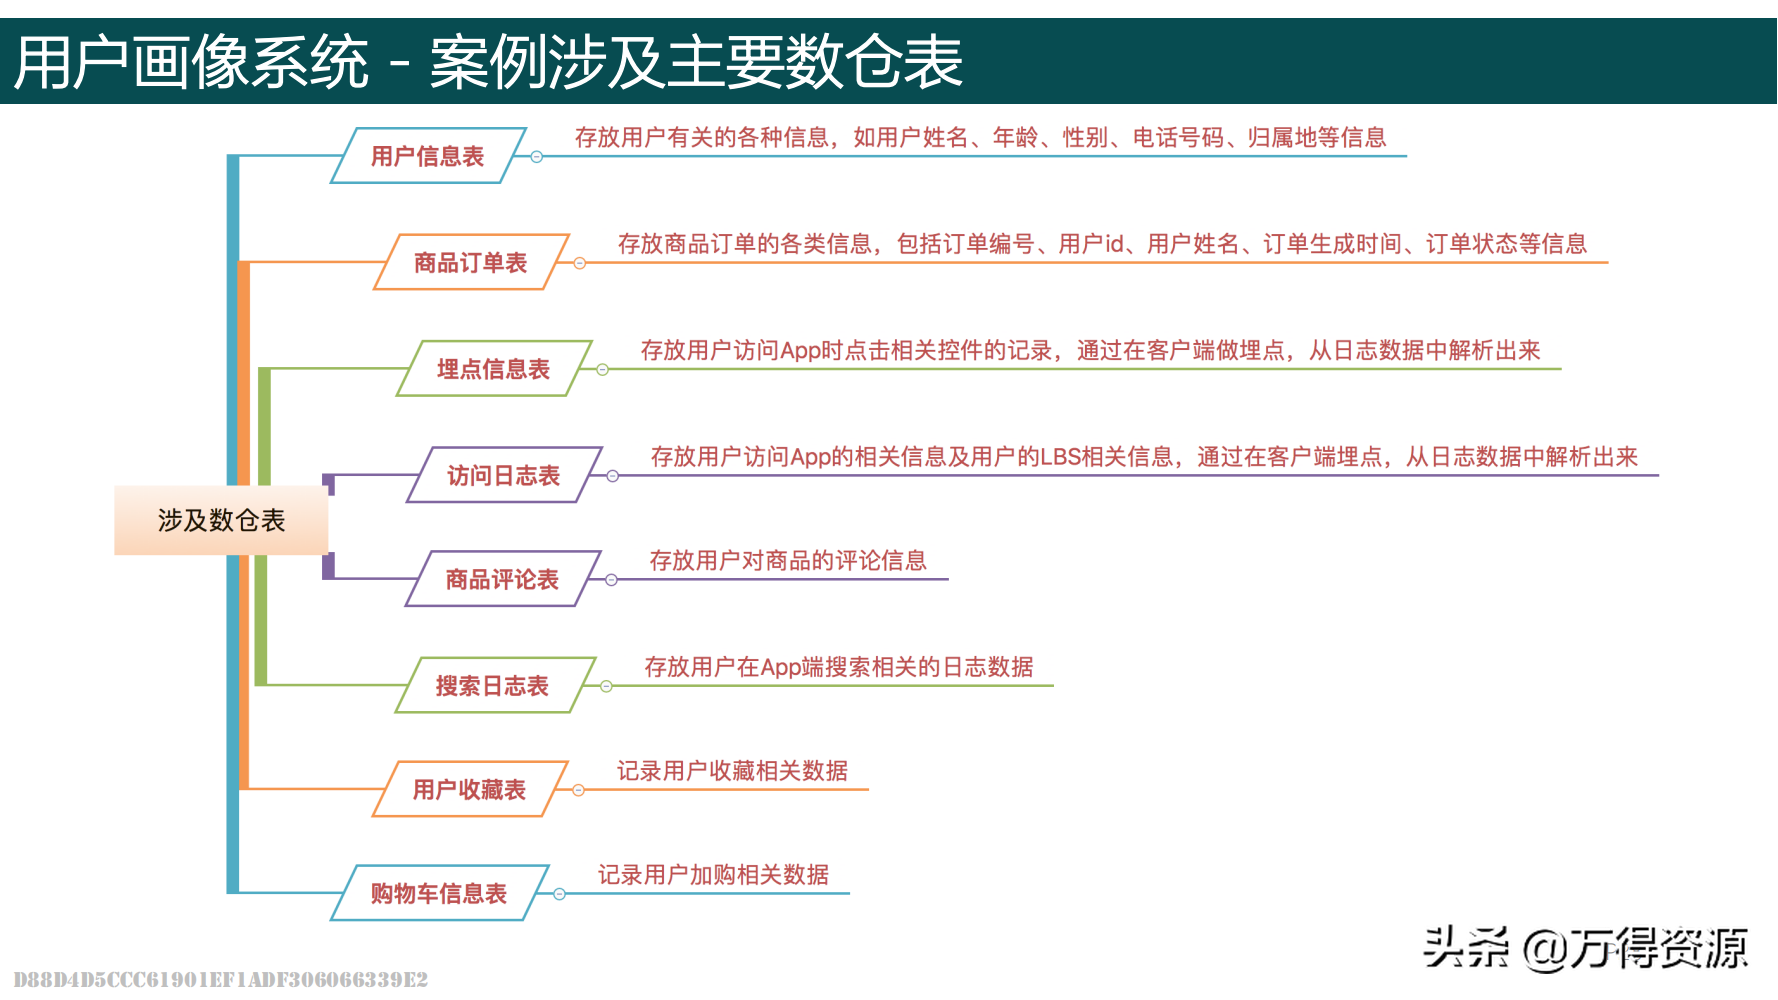 用户画像系统 - 案例涉及主要数仓表
用户信息表
存放用户有关的各种信息，如用户姓名、年龄、性别、电话号码、归属地等信息
商品订单表
存放商品订单的各类信息，包括订单编号、用户id、用户姓名、订单生成时间、订单状态等信息
埋点信息表
存放用户访问App时点击相关控件的记录，通过在客户端做埋点，从日志数据中解析出来
访问日志表
存放用户访问App的相关信息及用户的LBS相关信息，通过在客户端埋点，从日志数据中解析出来
涉及数仓表
商品评论表
存放用户对商品的评论信息
搜索日志表
存放用户在App端搜索相关的日志数据
用户收藏表
记录用户收藏相关数据
购物车信息表
记录用户加购相关数据
头条 @万得资源
D88D4D5CCC61901EF1ADF306066339E2